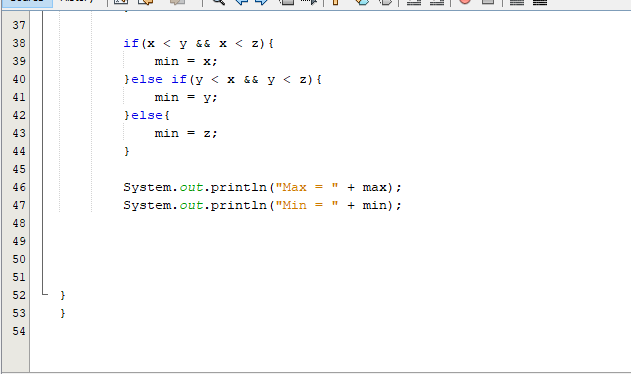 37
38 if(x < y && x < z){
39 min = x;
40 }else if(y < x && y < z){
41 min = y;
42 }else{
43 min = z;
44 }
45
46 System.out.println("Max = " + max);
47 System.out.println("Min = " + min);
48
49
50
51
52 }
53 }
54